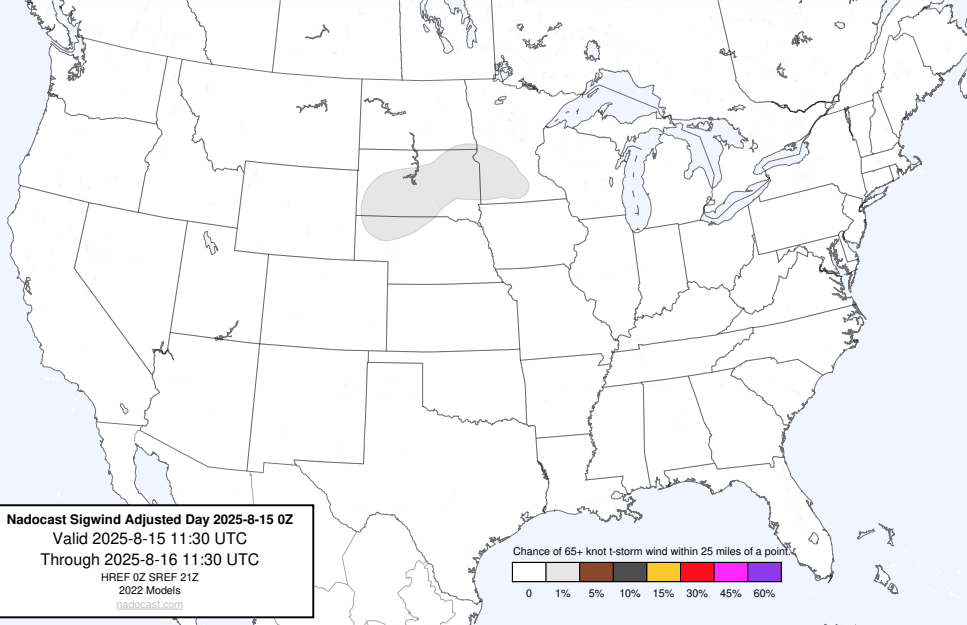 Nadocast Sigwind Adjusted Day 2025-8-15 0Z
Valid 2025-8-15 11:30 UTC
Through 2025-8-16 11:30 UTC
HREF 0Z SREF 21Z
2022 Models
nadocast.com
Chance of 65+ knot t-storm wind within 25 miles of a point.
0 1% 5% 10% 15% 30% 45% 60%